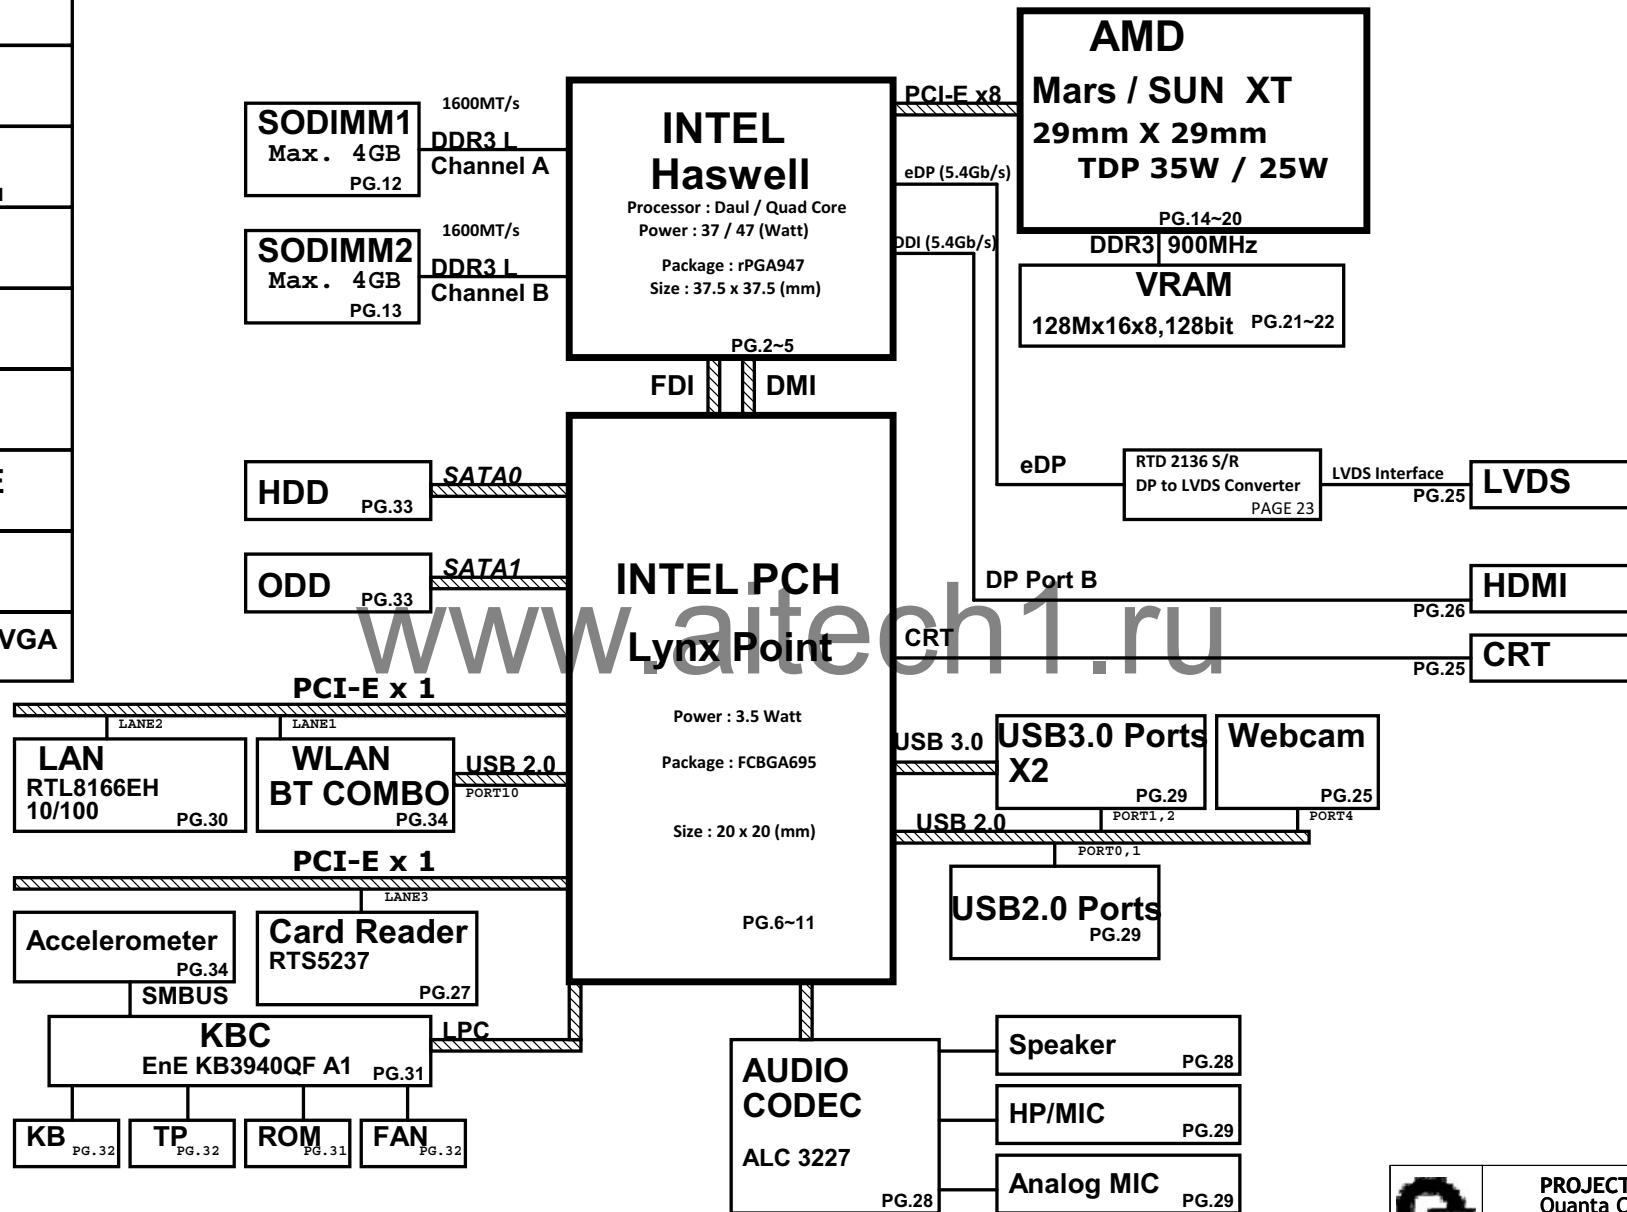 AMD
Mars / SUN XT
29mm X 29mm
TDP 35W / 25W
PG.14~20
PCI-E x8
eDP (5.4Gb/s)
DDI (5.4Gb/s)
DDR3 900MHz
VRAM
128Mx16x8,128bit PG.21~22
INTEL
Haswell
Processor : Daul / Quad Core
Power : 37 / 47 (Watt)
Package : rPGA947
Size : 37.5 x 37.5 (mm)
PG.2~5
SODIMM1
Max. 4GB
PG.12
1600MT/s
DDR3 L
Channel A
SODIMM2
Max. 4GB
PG.13
1600MT/s
DDR3 L
Channel B
FDI
DMI
HDD
PG.33
SATA0
ODD
PG.33
SATA1
INTEL PCH
Lynx Point
Power : 3.5 Watt
Package : FCBGA695
Size : 20 x 20 (mm)
PG.6~11
eDP
RTD 2136 S/R
DP to LVDS Converter
PAGE 23
LVDS Interface
PG.25
LVDS
DP Port B
PG.26
HDMI
CRT
PG.25
CRT
www.aitech1.ru
E
VGA
PCI-E x 1
LANE2
LANE1
LAN
RTL8166EH
10/100
PG.30
WLAN
BT COMBO
PG.34
USB 2.0
PORT10
USB 3.0
USB3.0 Ports
X2
PG.29
Webcam
PG.25
USB 2.0
PORT1,2
PORT4
PORT0,1
USB2.0 Ports
PG.29
PCI-E x 1
LANE3
Accelerometer
PG.34
SMBUS
Card Reader
RTS5237
PG.27
KBC
EnE KB3940QF A1
PG.31
LPC
KB
PG.32
TP
PG.32
ROM
PG.31
FAN
PG.32
AUDIO
CODEC
ALC 3227
PG.28
Speaker
PG.28
HP/MIC
PG.29
Analog MIC
PG.29
PROJECT
Quanta C